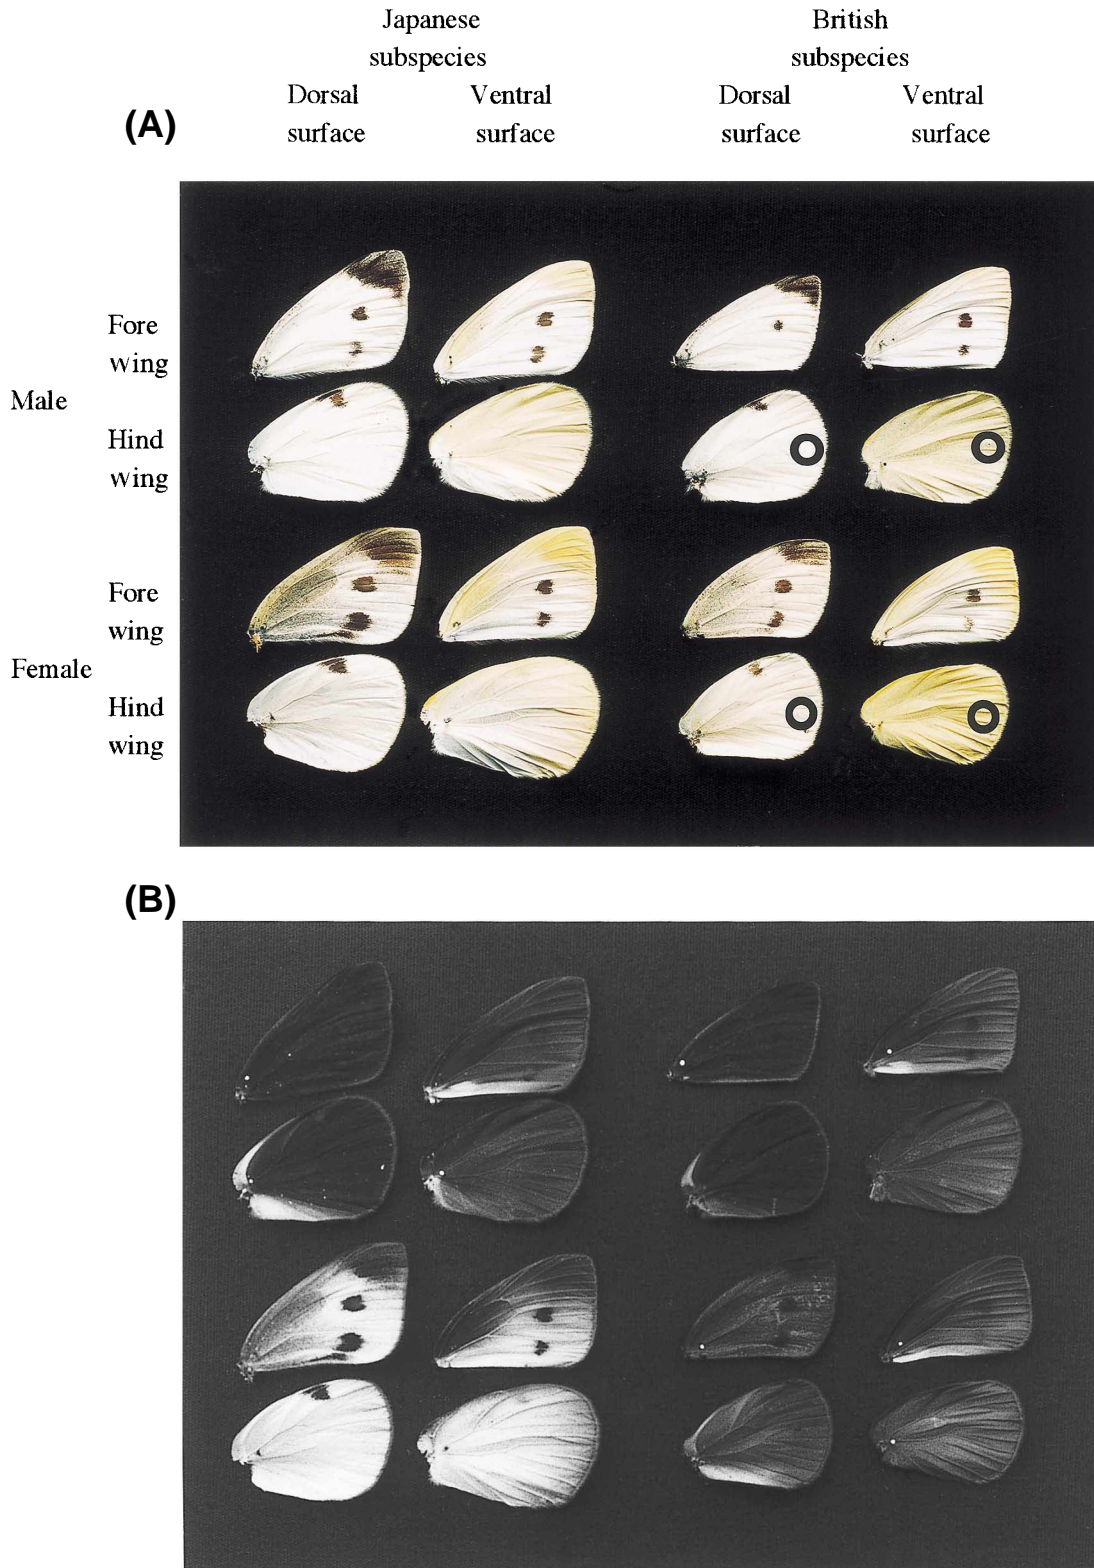 Japanese
subspecies
British
subspecies
Dorsal
surface
Ventral
surface
Dorsal
surface
Ventral
surface
(A)
Male
Fore
wing
Hind
wing
Female
Fore
wing
Hind
wing
(B)